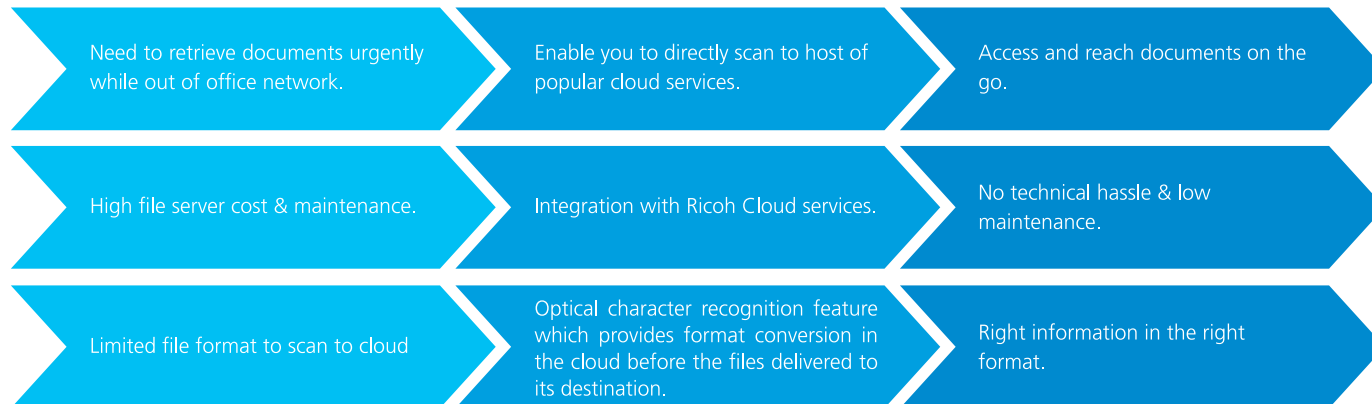 Need to retrieve documents urgently
while out of office network.
Enable you to directly scan to host of
popular cloud services.
Access and reach documents on the
go.
High file server cost & maintenance.
Integration with Ricoh Cloud services.
No technical hassle & low
maintenance.
Limited file format to scan to cloud
Optical character recognition feature
which provides format conversion in
the cloud before the files delivered to
its destination.
Right information in the right
format.